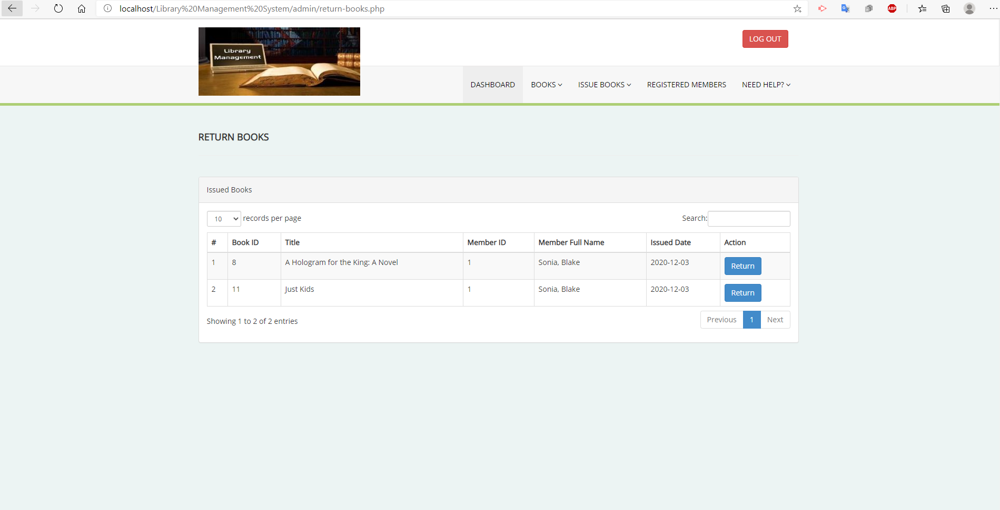 localhost/Library%20Management%20System/admin/return-books.php
ABP
Library
Management
LOG OUT
DASHBOARD BOOKS ISSUE BOOKS REGISTERED MEMBERS NEED HELP?
RETURN BOOKS
Issued Books
10 records per page Search:
# Book ID Title Member ID Member Full Name Issued Date Action
1 8 A Hologram for the King: A Novel 1 Sonia, Blake 2020-12-03 Return
2 11 Just Kids 1 Sonia, Blake 2020-12-03 Return
Showing 1 to 2 of 2 entries Previous 1 Next